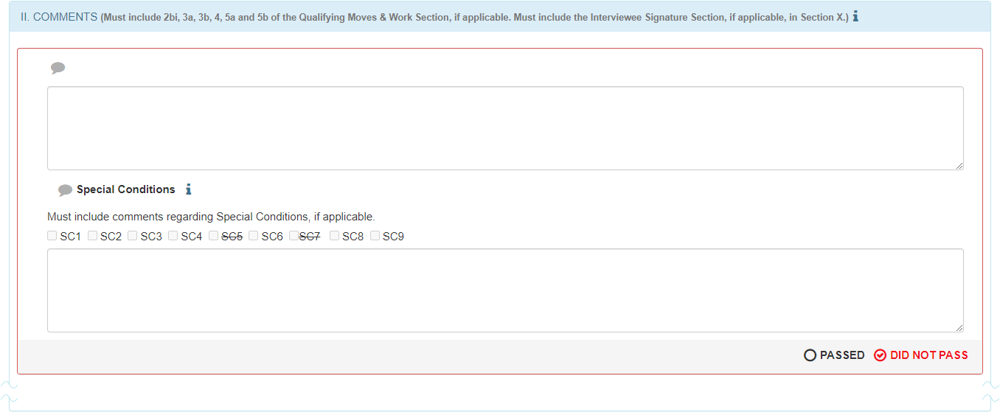 II. COMMENTS (Must include 2bi, 3a, 3b, 4, 5a and 5b of the Qualifying Moves & Work Section, if applicable. Must include the Interviewee Signature Section, if applicable, in Section X.)
Special Conditions
Must include comments regarding Special Conditions, if applicable.
SC1 SC2 SC3 SC4 SC5 SC6 SC7 SC8 SC9
PASSED DID NOT PASS